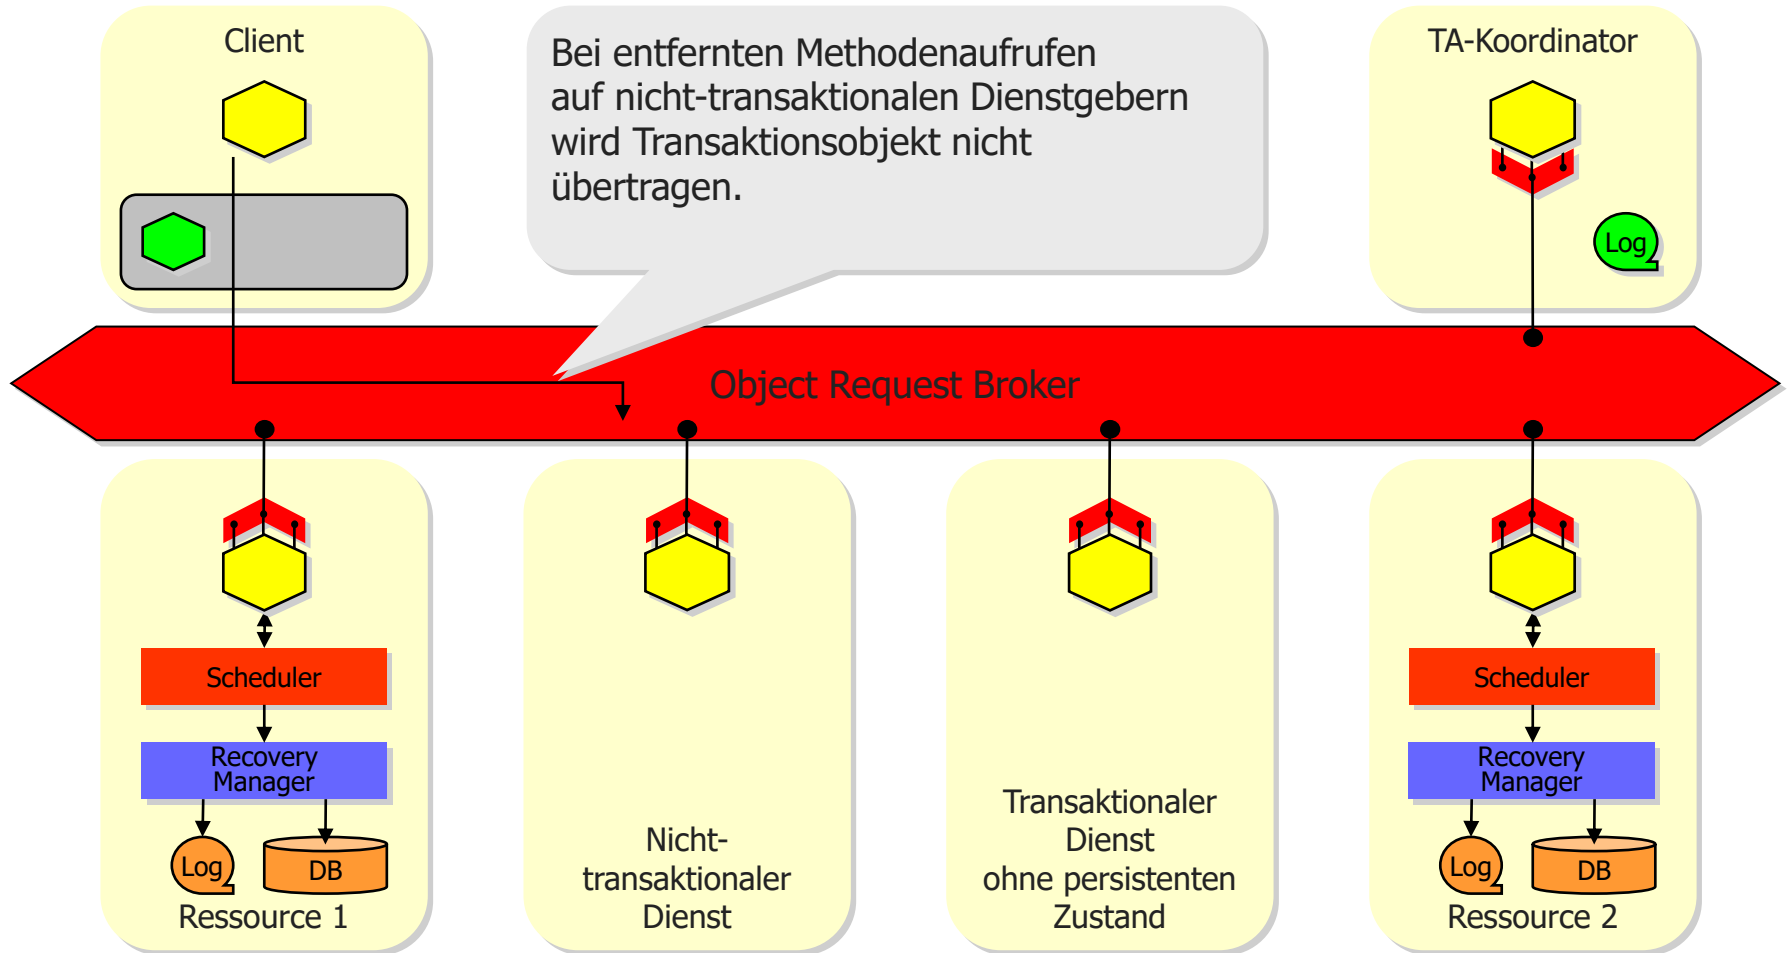 Client
Bei entfernten Methodenaufrufen
auf nicht-transaktionalen Dienstgebern
wird Transaktionsobjekt nicht
übertragen.
TA-Koordinator
Log
Object Request Broker
Scheduler
Recovery
Manager
Log
DB
Ressource 1
Nicht-
transaktionaler
Dienst
Transaktionaler
Dienst
ohne persistenten
Zustand
Scheduler
Recovery
Manager
Log
DB
Ressource 2